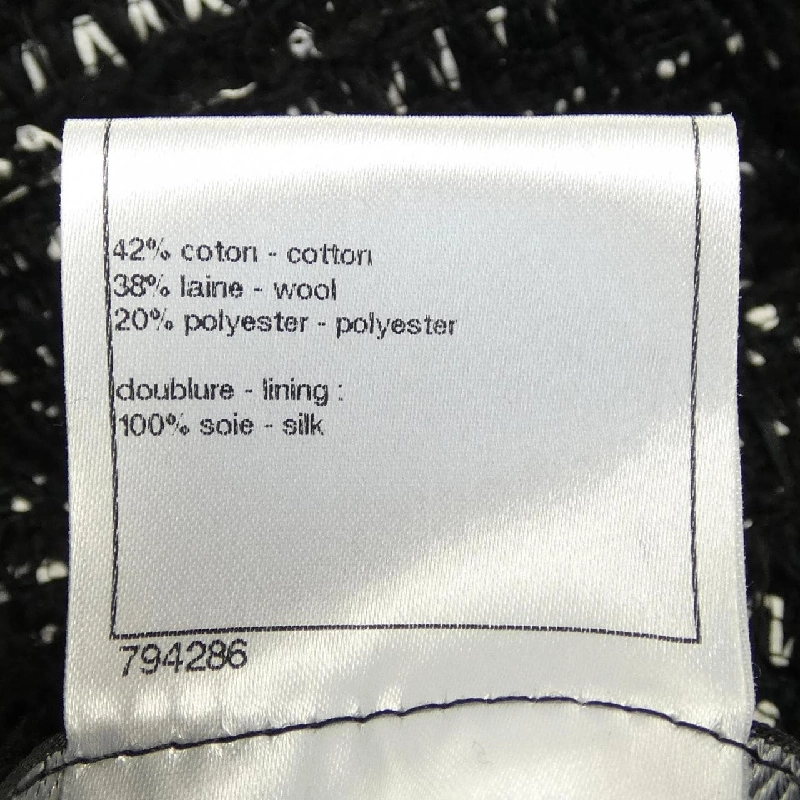 42% coton - cotton
38% laine - wool
20% polyester - polyester
doublure - lining :
100% soie - silk
794286